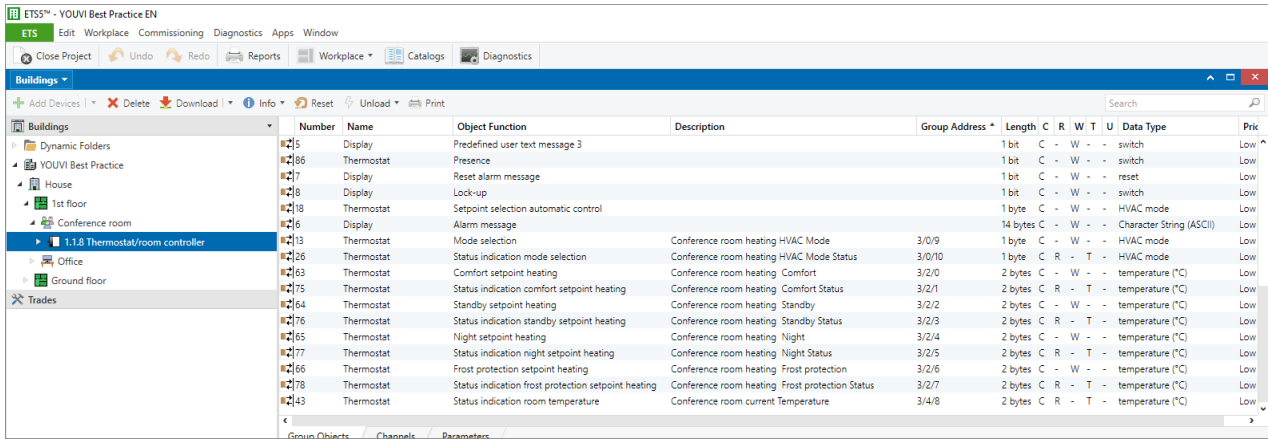 ETS5™ - YOUVI Best Practice EN
ETS Edit Workplace Commissioning Diagnostics Apps Window
Close Project Undo Redo Reports Workplace Catalogs Diagnostics
Buildings
Add Devices Delete Download Info Reset Unload Print Search
Buildings
Dynamic Folders
YOUVI Best Practice
House
1st floor
Conference room
1.1.8 Thermostat/room controller
Office
Ground floor
Trades
Number Name Object Function Description Group Address Length C R W T U Data Type Pric
5 Display Predefined user text message 3 1 bit C - W - - switch Low
86 Thermostat Presence 1 bit C - W - - switch Low
7 Display Reset alarm message 1 bit C - W - - reset Low
8 Display Lock-up 1 bit C - W - - switch Low
18 Thermostat Setpoint selection automatic control 1 byte C - W - - HVAC mode Low
6 Display Alarm message 14 bytes C - W - - Character String (ASCII) Low
13 Thermostat Mode selection Conference room heating HVAC Mode 3/0/9 1 byte C - W - - HVAC mode Low
26 Thermostat Status indication mode selection Conference room heating HVAC Mode Status 3/0/10 1 byte C R - T - HVAC mode Low
63 Thermostat Comfort setpoint heating Conference room heating Comfort 3/2/0 2 bytes C - W - - temperature (°C) Low
75 Thermostat Status indication comfort setpoint heating Conference room heating Comfort Status 3/2/1 2 bytes C R - T - temperature (°C) Low
64 Thermostat Standby setpoint heating Conference room heating Standby 3/2/2 2 bytes C - W - - temperature (°C) Low
76 Thermostat Status indication standby setpoint heating Conference room heating Standby Status 3/2/3 2 bytes C R - T - temperature (°C) Low
65 Thermostat Night setpoint heating Conference room heating Night 3/2/4 2 bytes C - W - - temperature (°C) Low
77 Thermostat Status indication night setpoint heating Conference room heating Night Status 3/2/5 2 bytes C R - T - temperature (°C) Low
66 Thermostat Frost protection setpoint heating Conference room heating Frost protection 3/2/6 2 bytes C - W - - temperature (°C) Low
78 Thermostat Status indication frost protection setpoint heating Conference room heating Frost protection Status 3/2/7 2 bytes C R - T - temperature (°C) Low
43 Thermostat Status indication room temperature Conference room current Temperature 3/4/8 2 bytes C R - T - temperature (°C) Low
Group Objects Channels Parameters